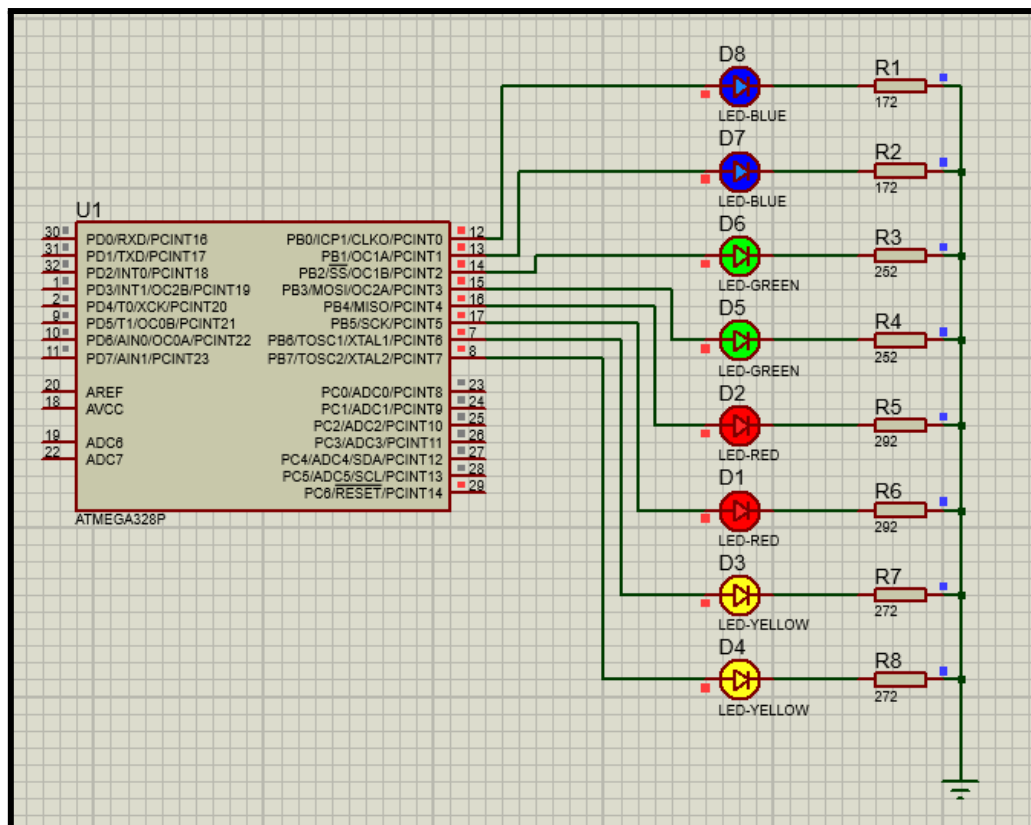 U1
30 PD0/RXD/PCINT16 PB0/ICP1/CLKO/PCINT0 12
31 PD1/TXD/PCINT17 PB1/OC1A/PCINT1 13
32 PD2/INT0/PCINT18 PB2/SS/OC1B/PCINT2 14
1 PD3/INT1/OC2B/PCINT19 PB3/MOSI/OC2A/PCINT3 15
2 PD4/T0/XCK/PCINT20 PB4/MISO/PCINT4 16
9 PD5/T1/OC0B/PCINT21 PB5/SCK/PCINT5 17
10 PD6/AIN0/OC0A/PCINT22 PB6/TOSC1/XTAL1/PCINT6 7
11 PD7/AIN1/PCINT23 PB7/TOSC2/XTAL2/PCINT7 8
20 AREF PC0/ADC0/PCINT8 23
18 AVCC PC1/ADC1/PCINT9 24
PC2/ADC2/PCINT10 25
19 ADC6 PC3/ADC3/PCINT11 26
22 ADC7 PC4/ADC4/SDA/PCINT12 27
PC5/ADC5/SCL/PCINT13 28
PC6/RESET/PCINT14 29
ATMEGA328P
D8 R1
LED-BLUE 172
D7 R2
LED-BLUE 172
D6 R3
LED-GREEN 252
D5 R4
LED-GREEN 252
D2 R5
LED-RED 292
D1 R6
LED-RED 292
D3 R7
LED-YELLOW 272
D4 R8
LED-YELLOW 272